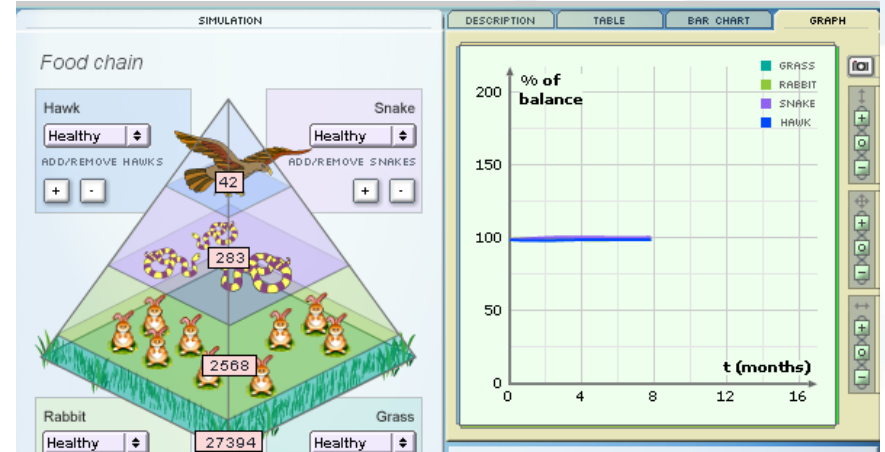 SIMULATION
DESCRIPTION
TABLE
BAR CHART
GRAPH
Food chain
Hawk
Healthy
ADD/REMOVE HAWKS
+ -
Snake
Healthy
ADD/REMOVE SNAKES
+ -
42
283
2568
27394
Rabbit
Healthy
Grass
Healthy
% of
balance
GRASS
RABBIT
SNAKE
HAWK
200
150
100
50
0
t (months)
0 4 8 12 16